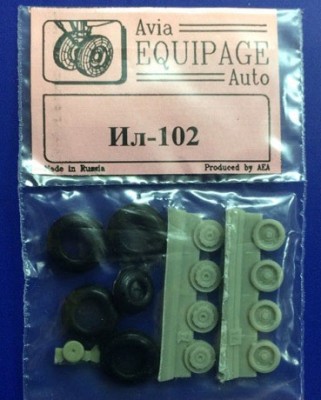 Avia
EQUIPAGE
Auto
Ил-102
Made in Russia
Produced by AEA